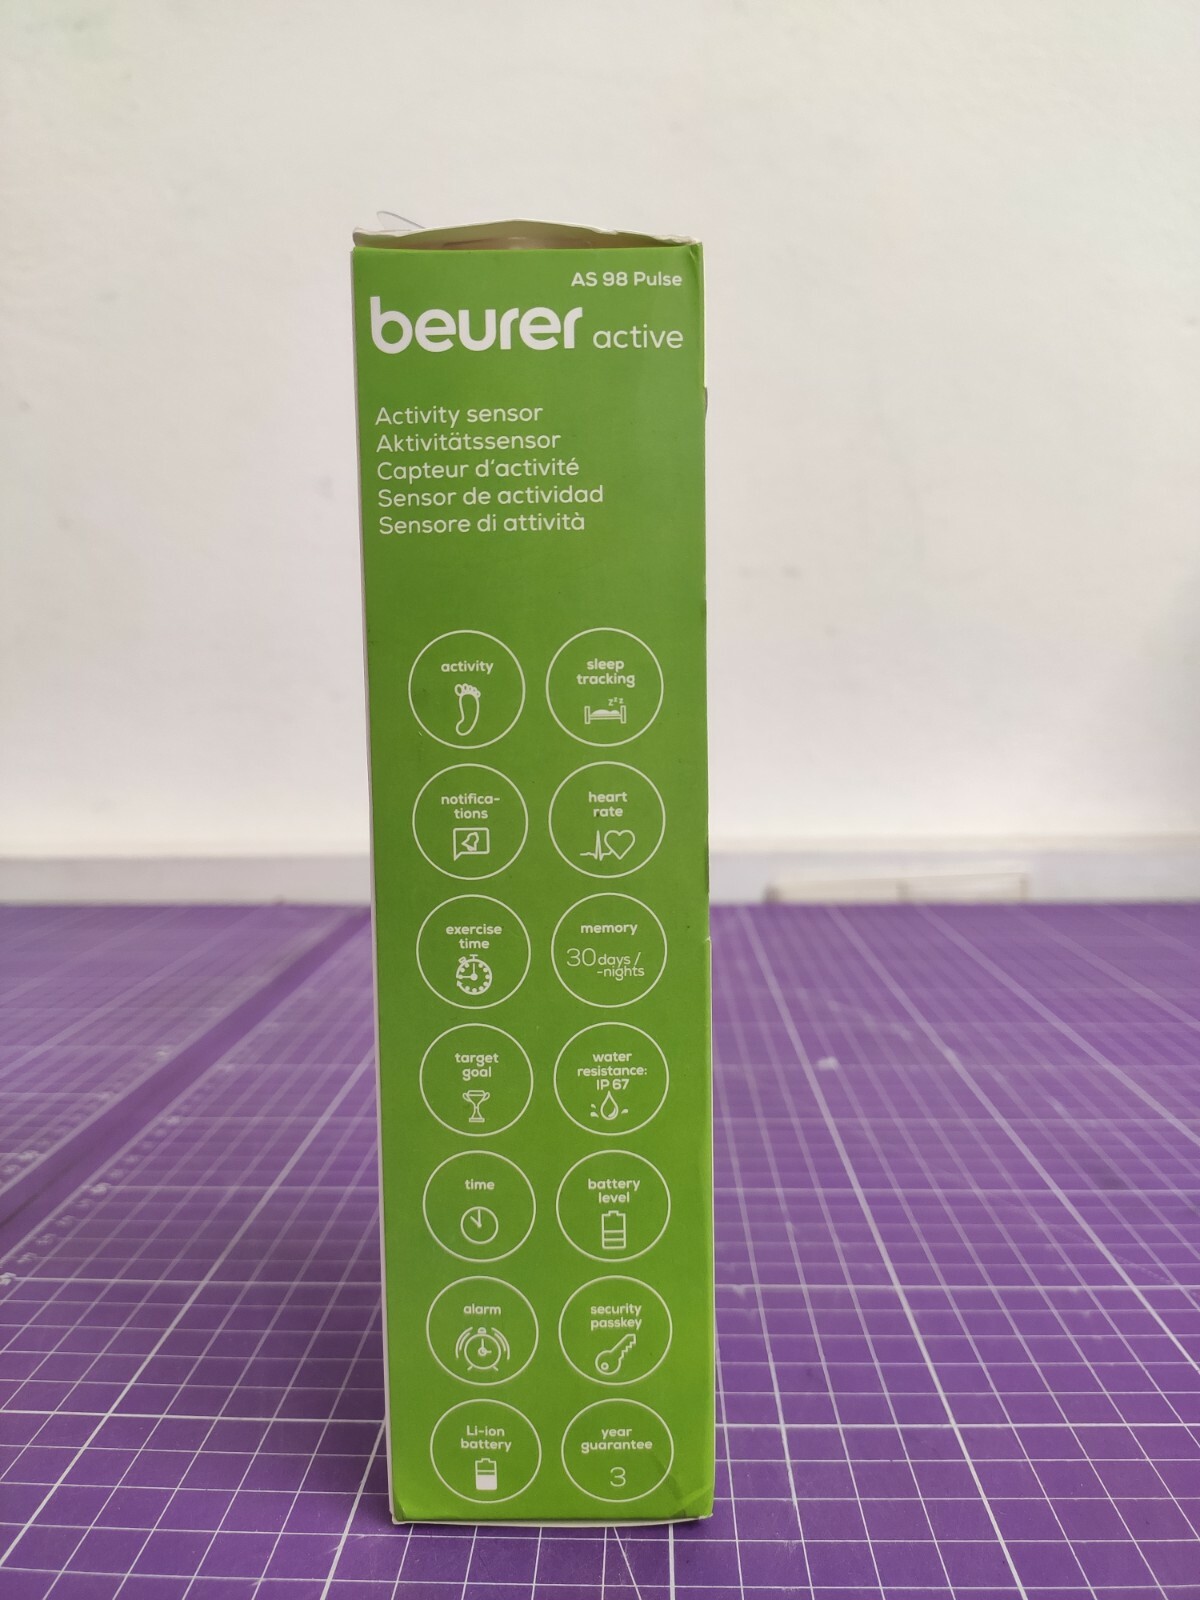 AS 98 Pulse
beurer active
Activity sensor
Aktivitätssensor
Capteur d'activité
Sensor de actividad
Sensore di attività
activity
sleep
tracking
zzz
notifica-
tions
heart
rate
exercise
time
memory
30 days /
-nights
target
goal
water
resistance:
IP 67
time
battery
level
alarm
security
passkey
Li-ion
battery
year
guarantee
3